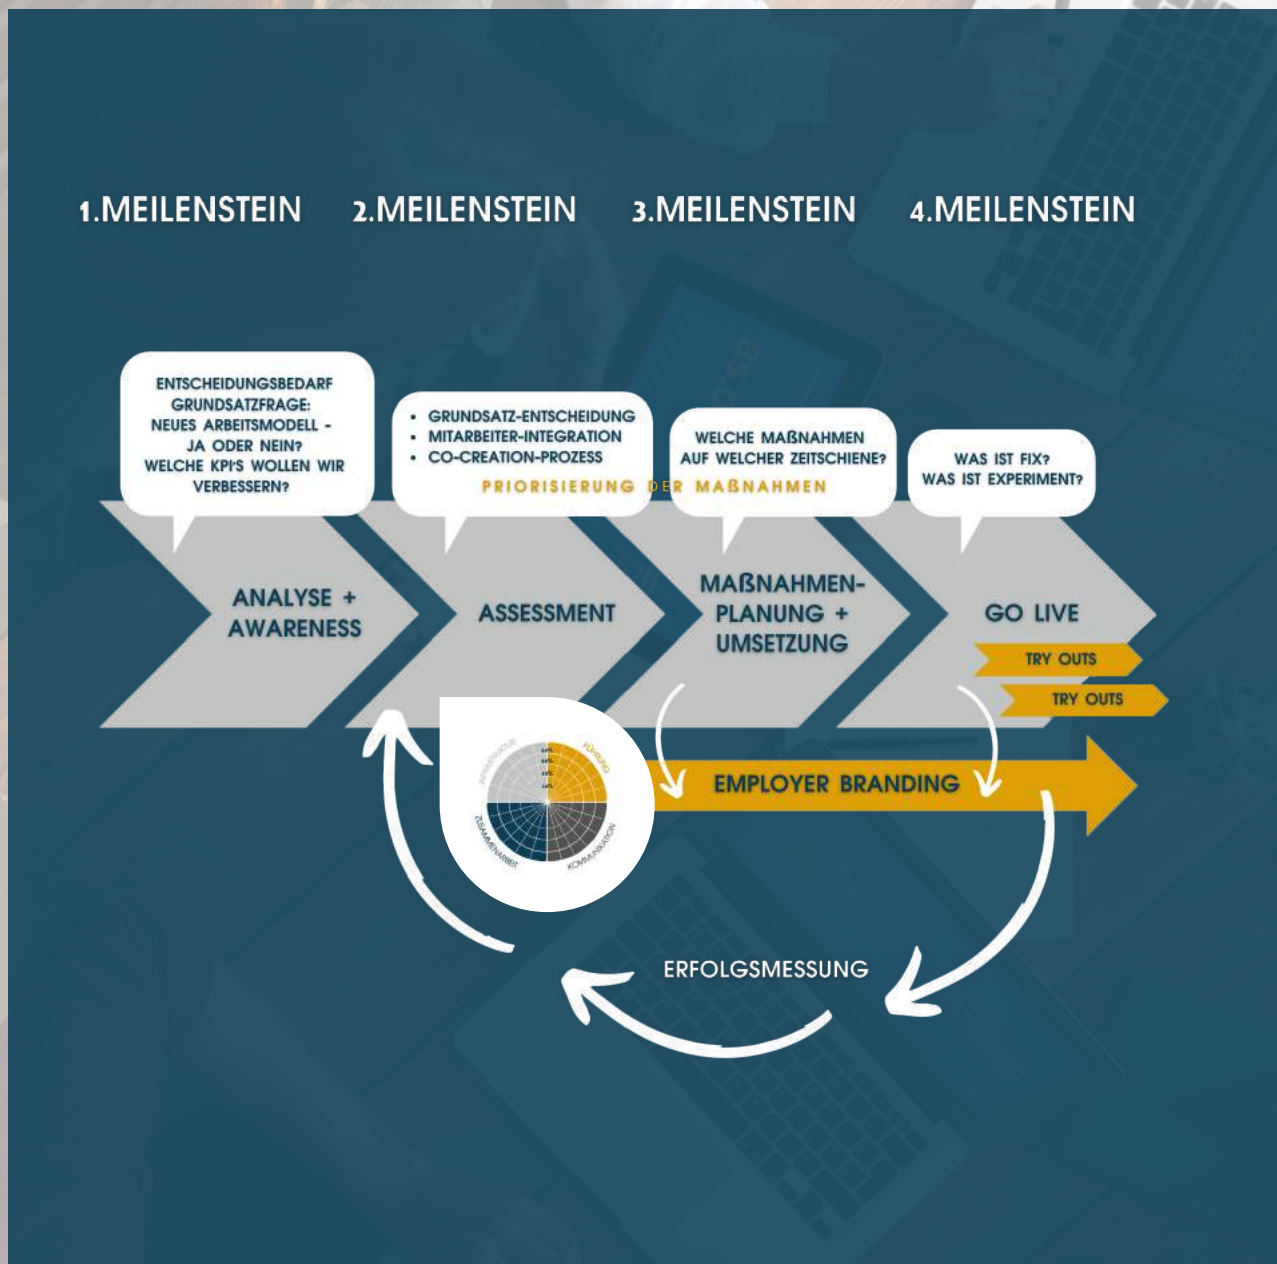 1.MEILENSTEIN
2.MEILENSTEIN
3.MEILENSTEIN
4.MEILENSTEIN
ENTSCHEIDUNGSBEDARF
GRUNDSATZFRAGE:
NEUES ARBEITSMODELL -
JA ODER NEIN?
WELCHE KPI'S WOLLEN WIR
VERBESSERN?
• GRUNDSATZ-ENTSCHEIDUNG
• MITARBEITER-INTEGRATION
• CO-CREATION-PROZESS
PRIORISIERUNG DER MAßNAHMEN
WELCHE MAßNAHMEN
AUF WELCHER ZEITSCHIENE?
WAS IST FIX?
WAS IST EXPERIMENT?
ANALYSE +
AWARENESS
ASSESSMENT
MAßNAHMEN-
PLANUNG +
UMSETZUNG
GO LIVE
TRY OUTS
TRY OUTS
INFRASTRUKTUR
FÜHRUNG
ZUSAMMENARBEIT
KOMMUNIKATION
EMPLOYER BRANDING
ERFOLGSMESSUNG